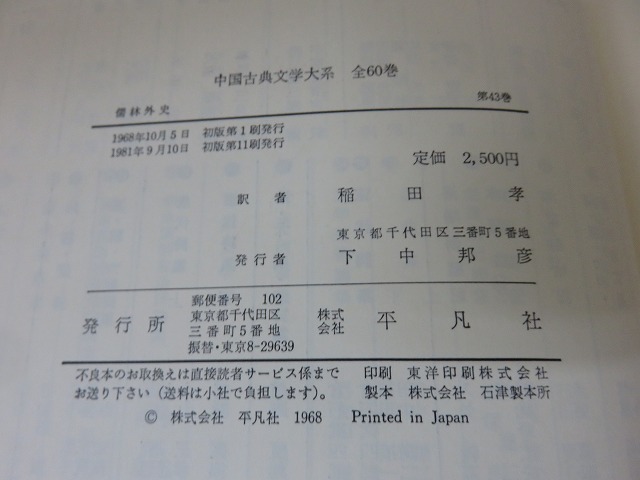 中国古典文学大系 全60巻
儒林外史 第43巻
1968年10月5日 初版第1刷発行
1981年9月10日 初版第11刷発行
定価 2,500円
訳者 稲田孝
東京都千代田区三番町5番地
発行者 下中邦彦
郵便番号 102
発行所 東京都千代田区 株式会社 平凡社
三番町5番地
振替・東京8-29639
不良本のお取換えは直接読者サービス係まで 印刷 東洋印刷株式会社
お送り下さい（送料は小社で負担します）。 製本 株式会社 石津製本所
© 株式会社 平凡社 1968 Printed in Japan